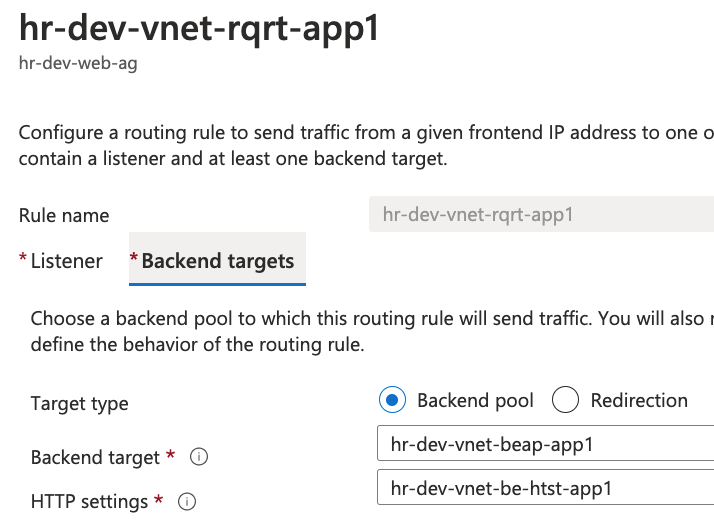 hr-dev-vnet-rqrt-app1
hr-dev-web-ag
Configure a routing rule to send traffic from a given frontend IP address to one o
contain a listener and at least one backend target.
Rule name hr-dev-vnet-rqrt-app1
* Listener * Backend targets
Choose a backend pool to which this routing rule will send traffic. You will also
define the behavior of the routing rule.
Target type Backend pool Redirection
Backend target * hr-dev-vnet-beap-app1
HTTP settings * hr-dev-vnet-be-htst-app1